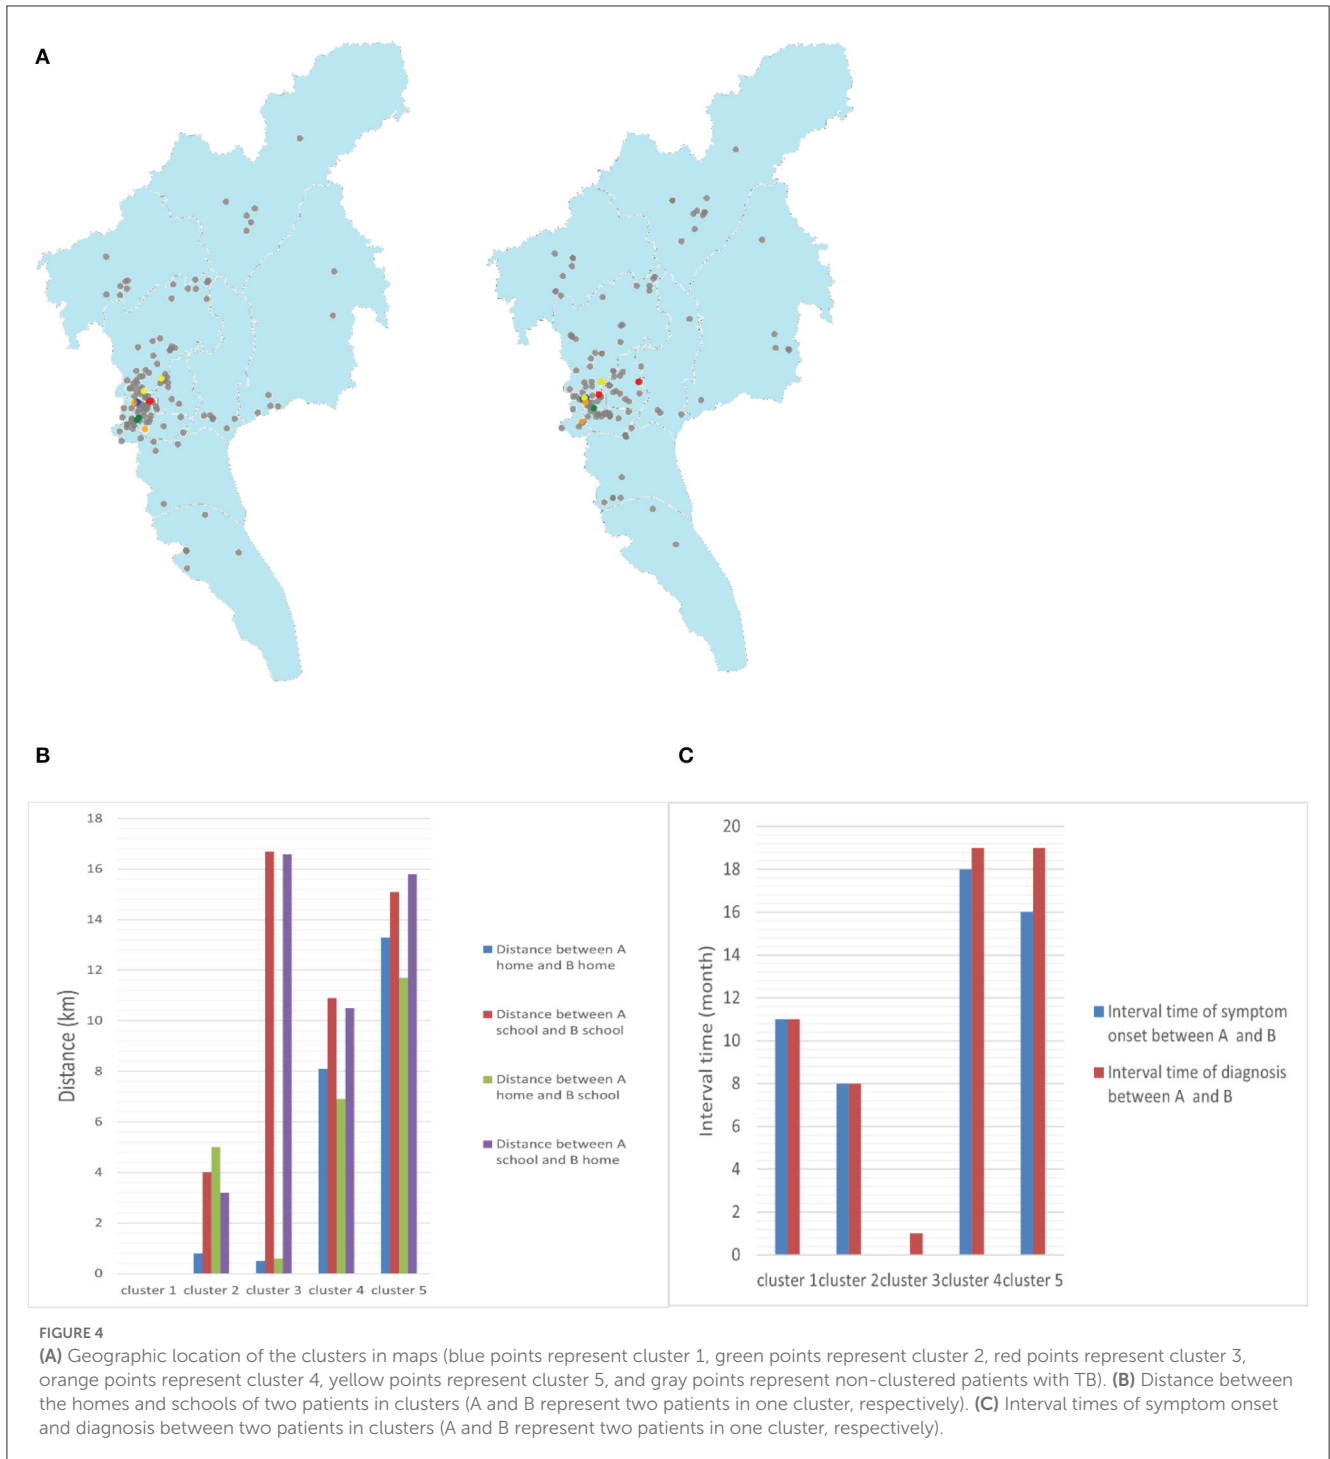 A
B
C
18
16
14
12
10
8
6
4
2
0
Distance (km)
cluster 1 cluster 2 cluster 3 cluster 4 cluster 5
Distance between A
home and B home
Distance between A
school and B school
Distance between A
home and B school
Distance between A
school and B home
20
18
16
14
12
10
8
6
4
2
0
Interval time (month)
cluster 1 cluster 2 cluster 3 cluster 4 cluster 5
Interval time of symptom
onset between A and B
Interval time of diagnosis
between A and B
FIGURE 4
(A) Geographic location of the clusters in maps (blue points represent cluster 1, green points represent cluster 2, red points represent cluster 3,
orange points represent cluster 4, yellow points represent cluster 5, and gray points represent non-clustered patients with TB). (B) Distance between
the homes and schools of two patients in clusters (A and B represent two patients in one cluster, respectively). (C) Interval times of symptom onset
and diagnosis between two patients in clusters (A and B represent two patients in one cluster, respectively).